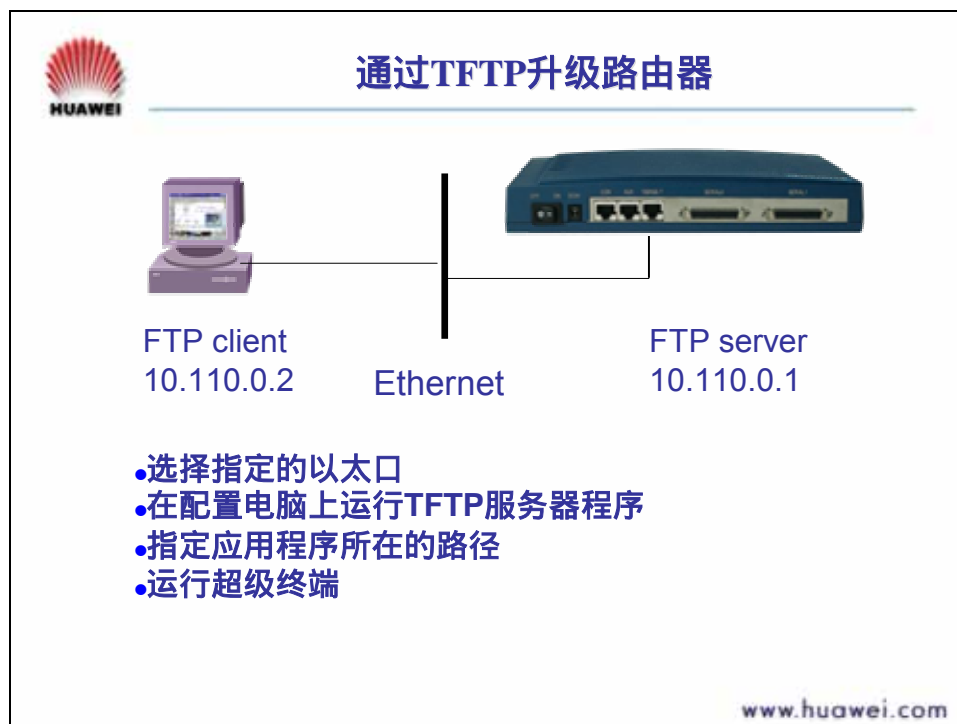 通过TFTP升级路由器
HUAWEI
FTP client
10.110.0.2
Ethernet
FTP server
10.110.0.1
●选择指定的以太口
●在配置电脑上运行TFTP服务器程序
●指定应用程序所在的路径
●运行超级终端
www.huawei.com